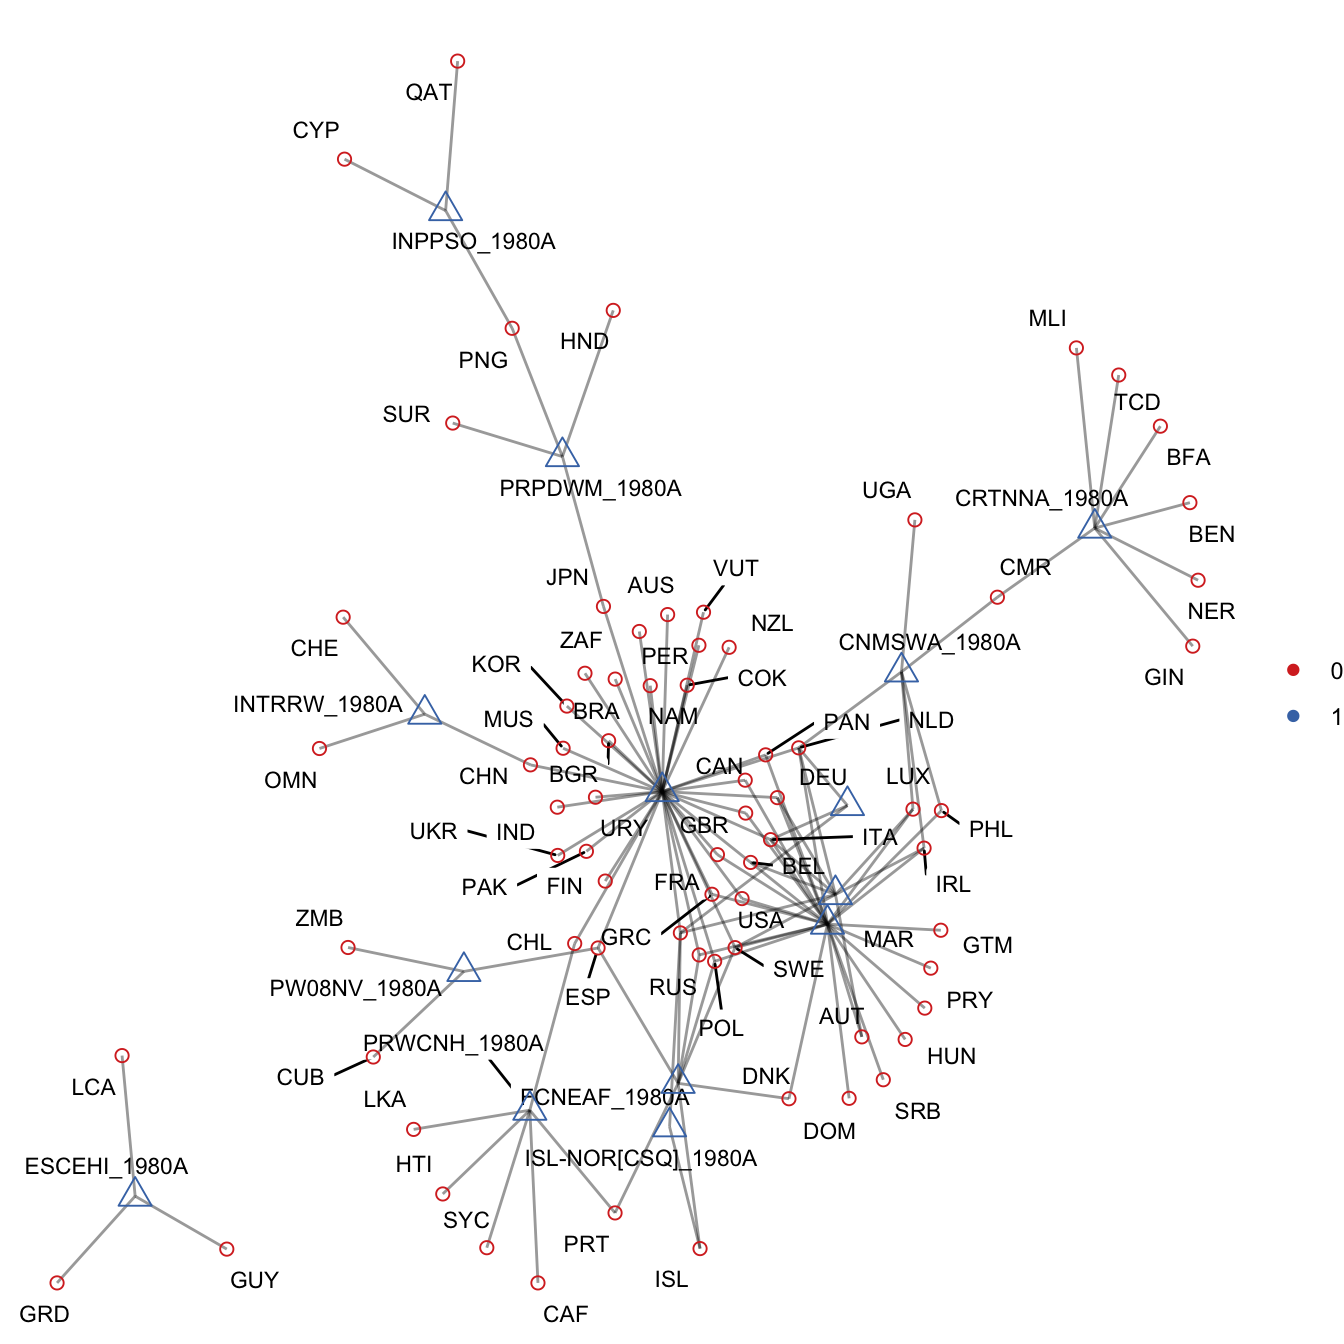 QAT
CYP
INPPSO_1980A
HND
PNG
MLI
TCD
SUR
BFA
PRPDWM_1980A
UGA
CRTNNA_1980A
BEN
JPN
AUS
VUT
CMR
NER
CHE
ZAF
NZL
CNMSWA_1980A
KOR
PER
COK
GIN
0
INTRRW_1980A
MUS
BRA
NAM
PAN
NLD
1
OMN
CHN
BGR
CAN
DEU
LUX
UKR
IND
URY
GBR
ITA
PHL
PAK
FIN
FRA
BEL
IRL
ZMB
CHL
GRC
USA
MAR
GTM
PW08NV_1980A
ESP
RUS
SWE
PRY
POL
AUT
PRWCNH_1980A
HUN
CUB
LCA
LKA
FCNEAF_1980A
DNK
SRB
DOM
ESCEHI_1980A
HTI
ISL-NOR[CSQ]_1980A
SYC
PRT
GUY
ISL
GRD
CAF